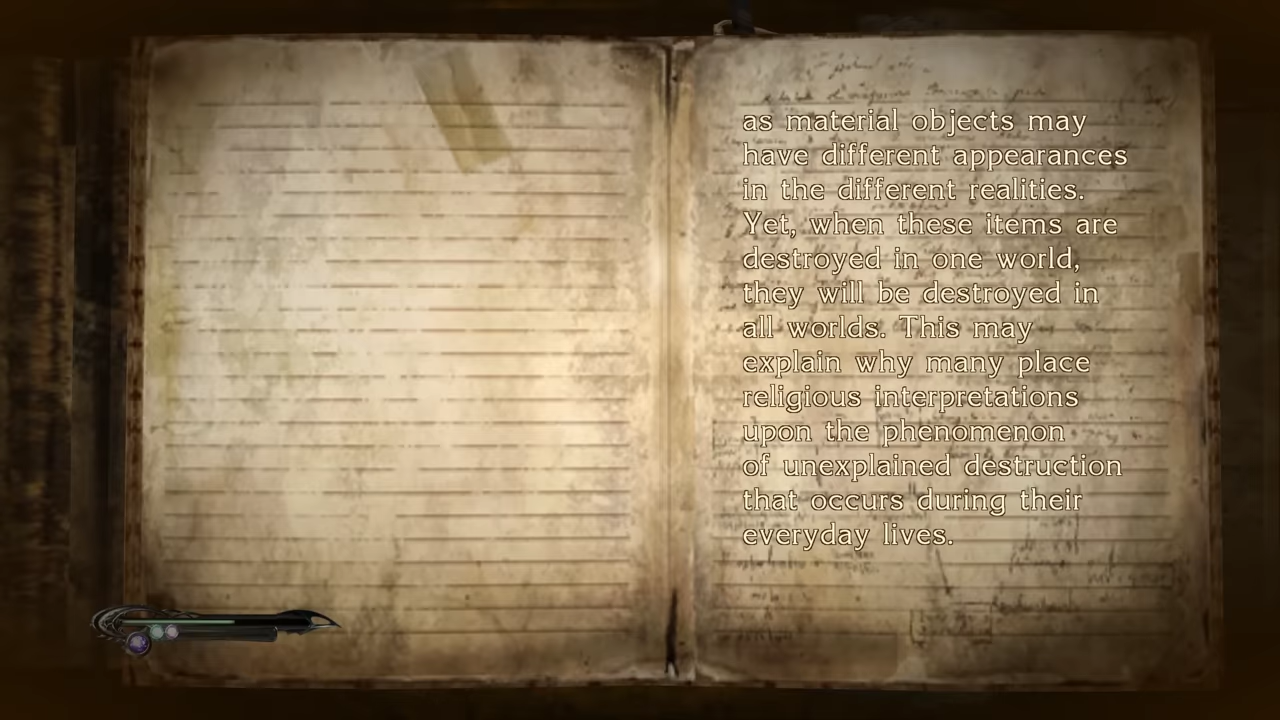 as material objects may
have different appearances
in the different realities.
Yet, when these items are
destroyed in one world,
they will be destroyed in
all worlds. This may
explain why many place
religious interpretations
upon the phenomenon
of unexplained destruction
that occurs during their
everyday lives.